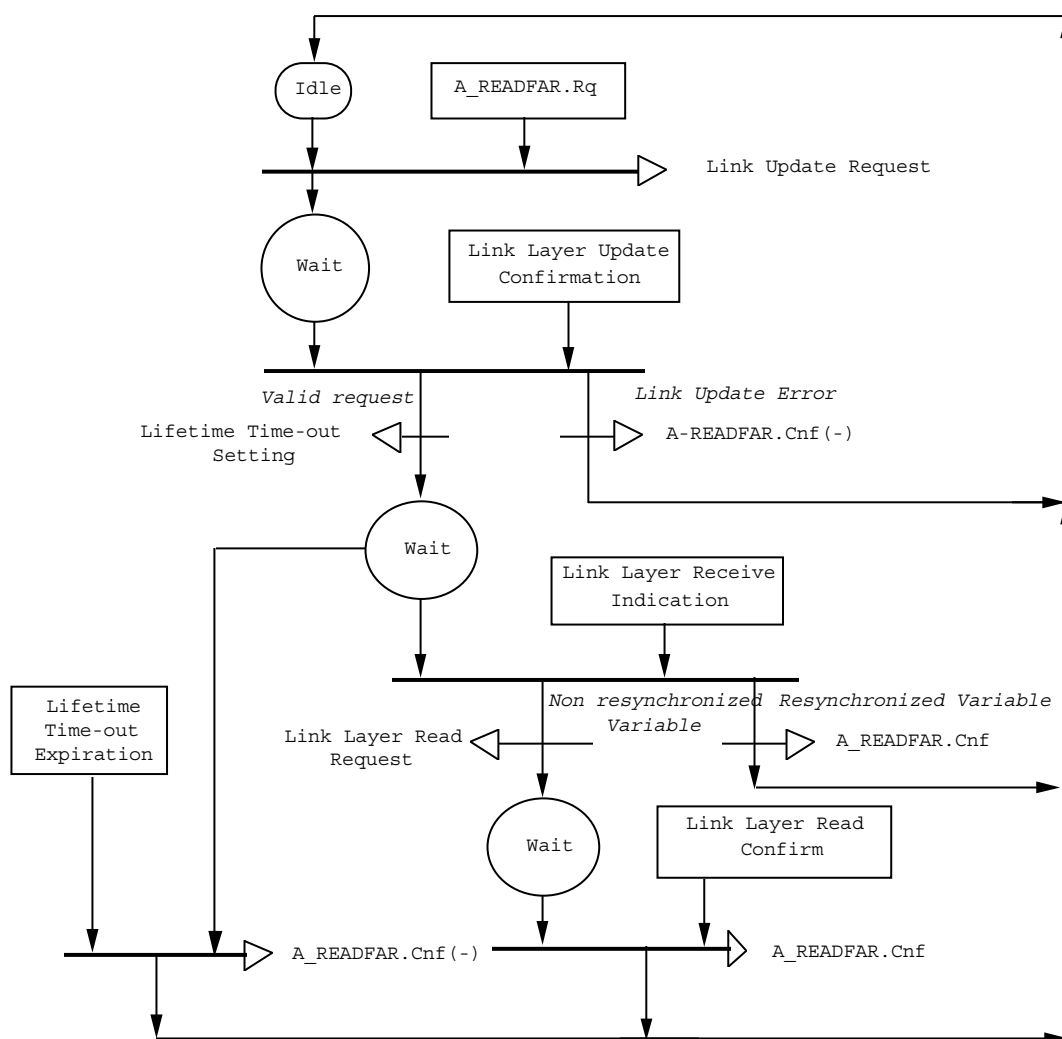 Idle
A_READFAR.Rq
Link Update Request
Wait
Link Layer Update
Confirmation
Valid request
Link Update Error
Lifetime Time-out
Setting
A-READFAR.Cnf(-)
Wait
Link Layer Receive
Indication
Lifetime
Time-out
Expiration
Non resynchronized
Variable
Resynchronized Variable
Link Layer Read
Request
A_READFAR.Cnf
Wait
Link Layer Read
Confirm
A_READFAR.Cnf(-)
A_READFAR.Cnf